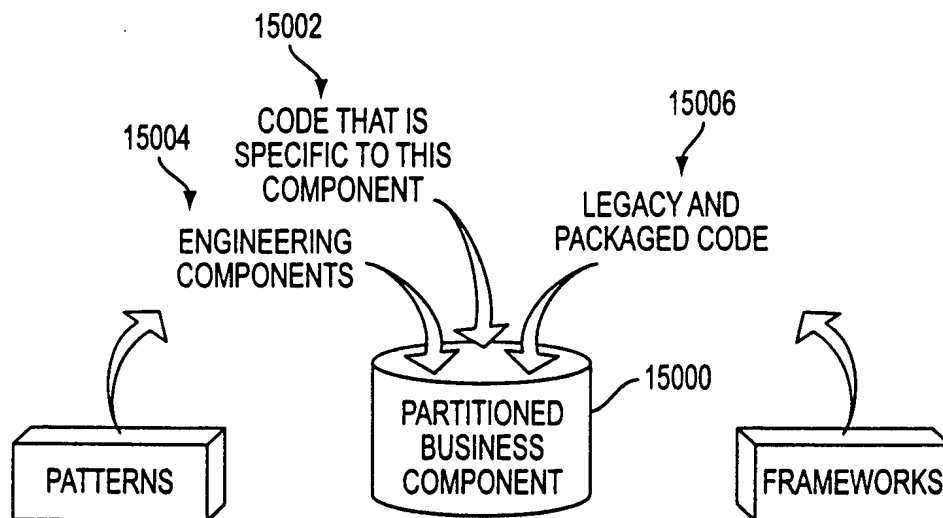 15002
CODE THAT IS
SPECIFIC TO THIS
COMPONENT
15004
ENGINEERING
COMPONENTS
15006
LEGACY AND
PACKAGED CODE
15000
PARTITIONED
BUSINESS
COMPONENT
PATTERNS
FRAMEWORKS